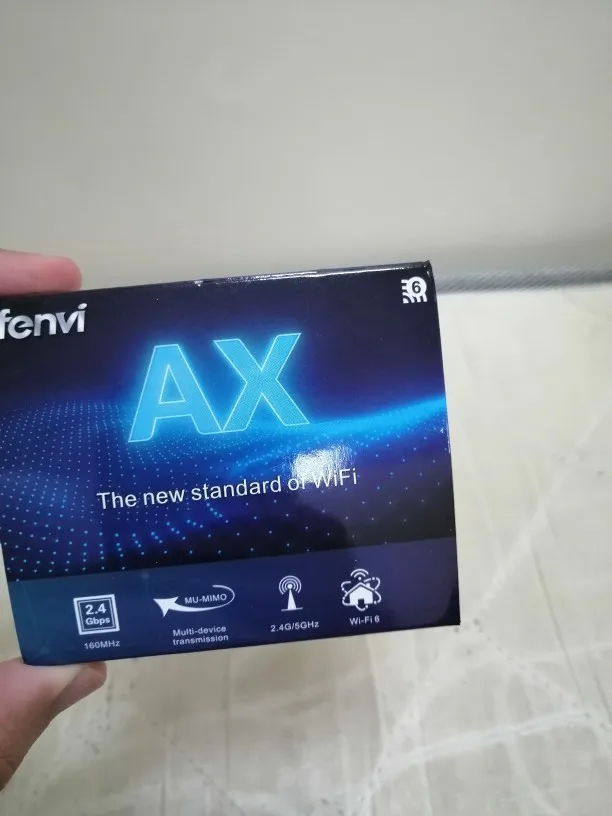 fenvi
6
AX
The new standard of WiFi
2.4
Gbps
160MHz
MU-MIMO
Multi-device
transmission
2.4G/5GHz
Wi-Fi 6